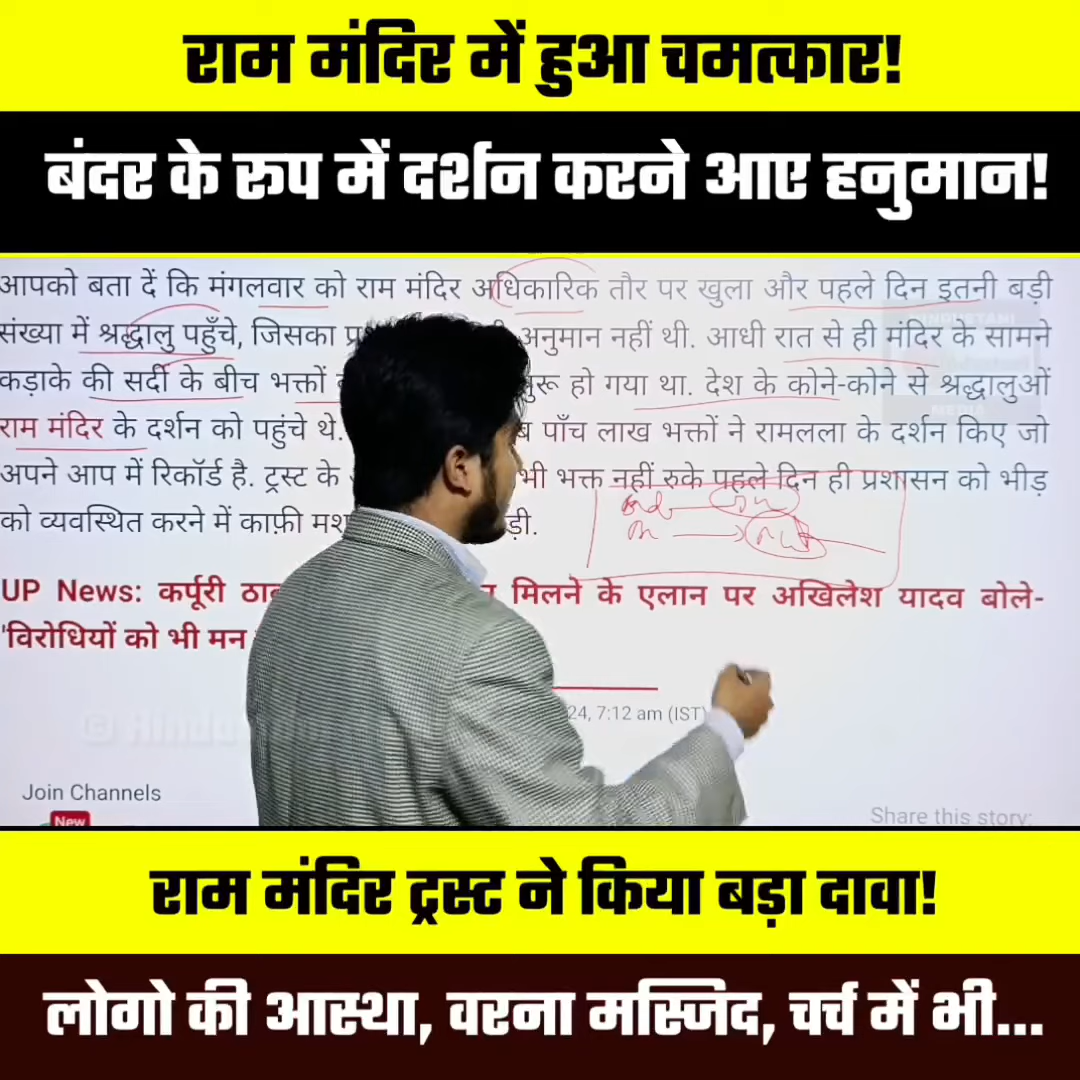 राम मंदिर में हुआ चमत्कार!
बंदर के रूप में दर्शन करने आए हनुमान!
आपको बता दें कि मंगलवार को राम मंदिर अधिकारिक तौर पर खुला और पहले दिन इतनी बड़ी
संख्या में श्रद्धालु पहुँचे, जिसका अनुमान नहीं थी. आधी रात से ही मंदिर के सामने
कड़ाके की सर्दी के बीच भक्तों हो गया था. देश के कोने-कोने से श्रद्धालुओं
राम मंदिर के दर्शन को पहुंचे थे. पाँच लाख भक्तों ने रामलला के दर्शन किए जो
अपने आप में रिकॉर्ड है. ट्रस्ट के भी भक्त नहीं रुके पहले दिन ही प्रशासन को भीड़
को व्यवस्थित करने में काफ़ी
UP News: कर्पूरी मिलने के एलान पर अखिलेश यादव बोले-
'विरोधियों को भी मन
24, 7:12 am (IST)
Join Channels
New
Share this story:
राम मंदिर ट्रस्ट ने किया बड़ा दावा!
लोगो की आस्था, वरना मस्जिद, चर्च में भी...